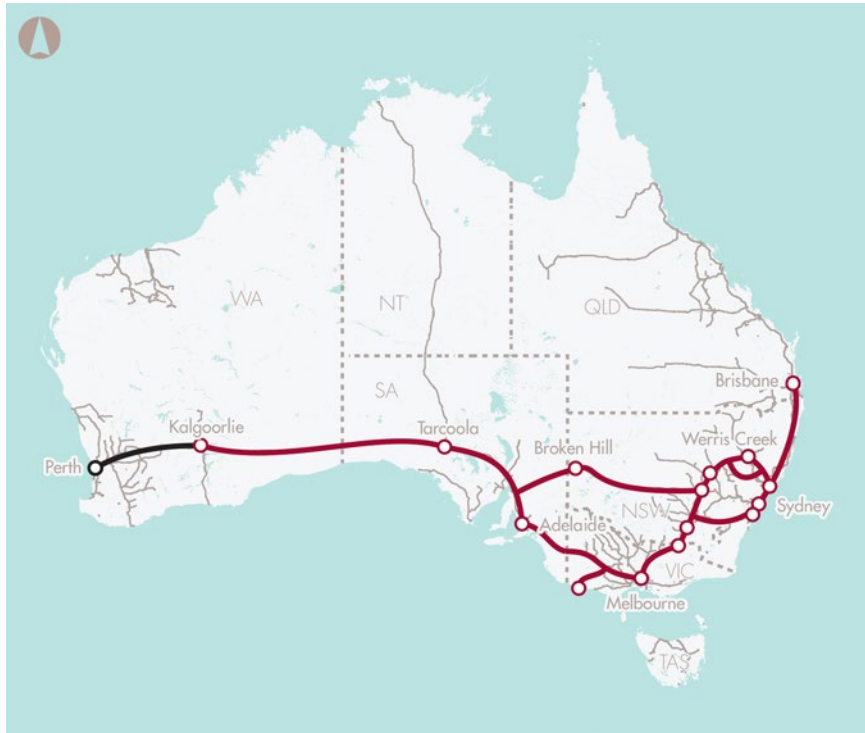 WA
NT
QLD
SA
Brisbane
Kalgoorlie
Tarcoola
Broken Hill
Werris Creek
Perth
NSW
Sydney
Adelaide
VIC
Melbourne
TAS